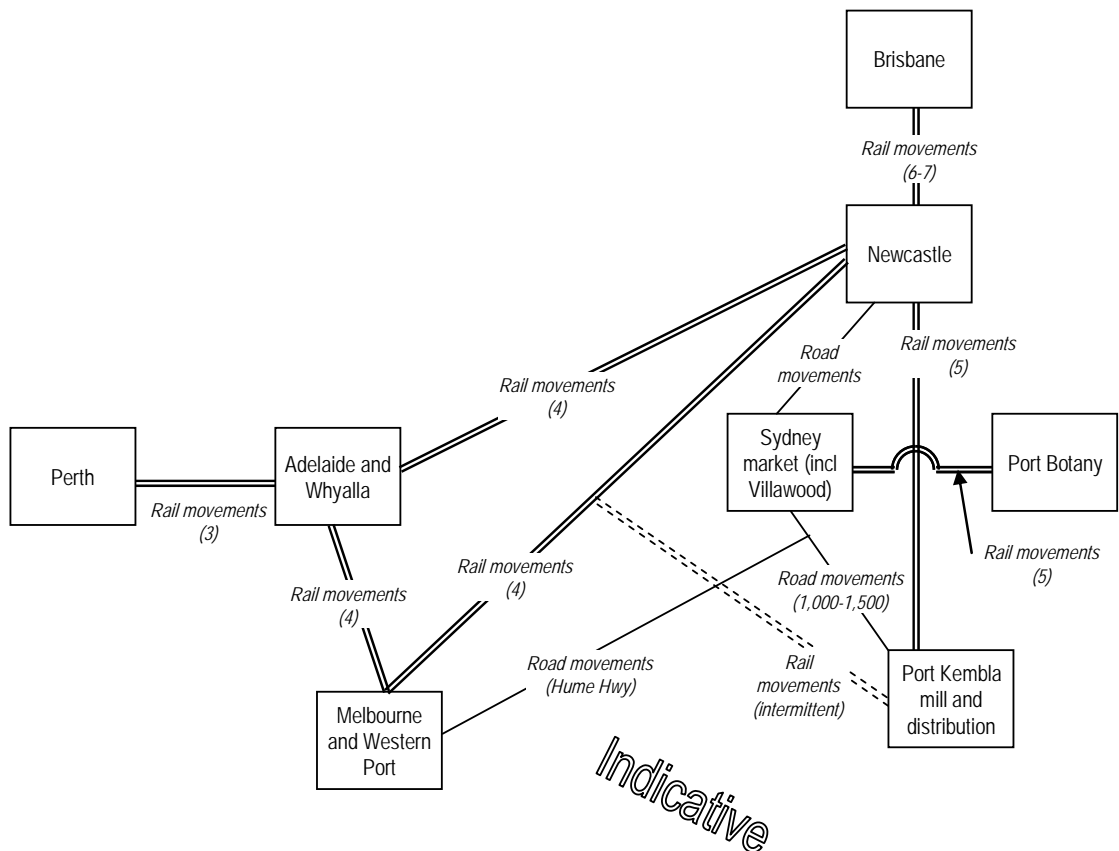 Brisbane
Rail movements
(6-7)
Newcastle
Road
movements
Rail movements
(5)
Rail movements
(4)
Perth
Adelaide and
Whyalla
Sydney
market (incl
Villawood)
Port Botany
Rail movements
(3)
Rail movements
(4)
Rail movements
(4)
Road movements
(1,000-1,500)
Rail movements
(5)
Road movements
(Hume Hwy)
Rail
movements
(intermittent)
Port Kembla
mill and
distribution
Melbourne
and Western
Port
Indicative